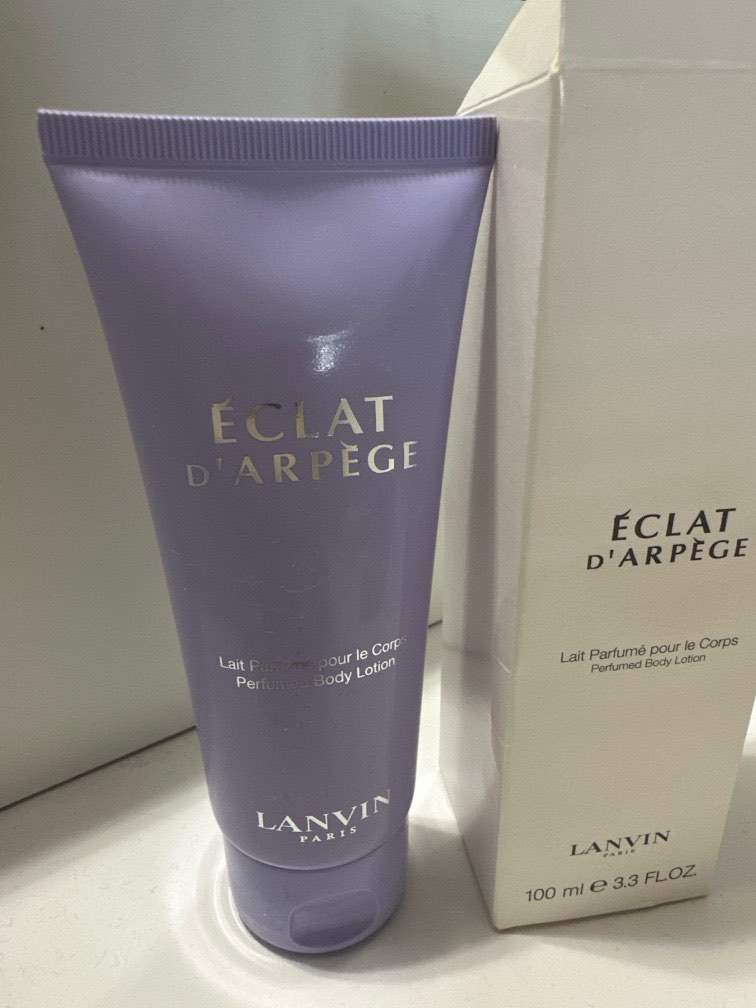 ÉCLAT
D'ARPÈGE
Lait Parfumé pour le Corps
Perfumed Body Lotion
LANVIN
PARIS
ÉCLAT
D'ARPÈGE
Lait Parfumé pour le Corps
Perfumed Body Lotion
LANVIN
PARIS
100 ml e 3.3 FL.OZ.